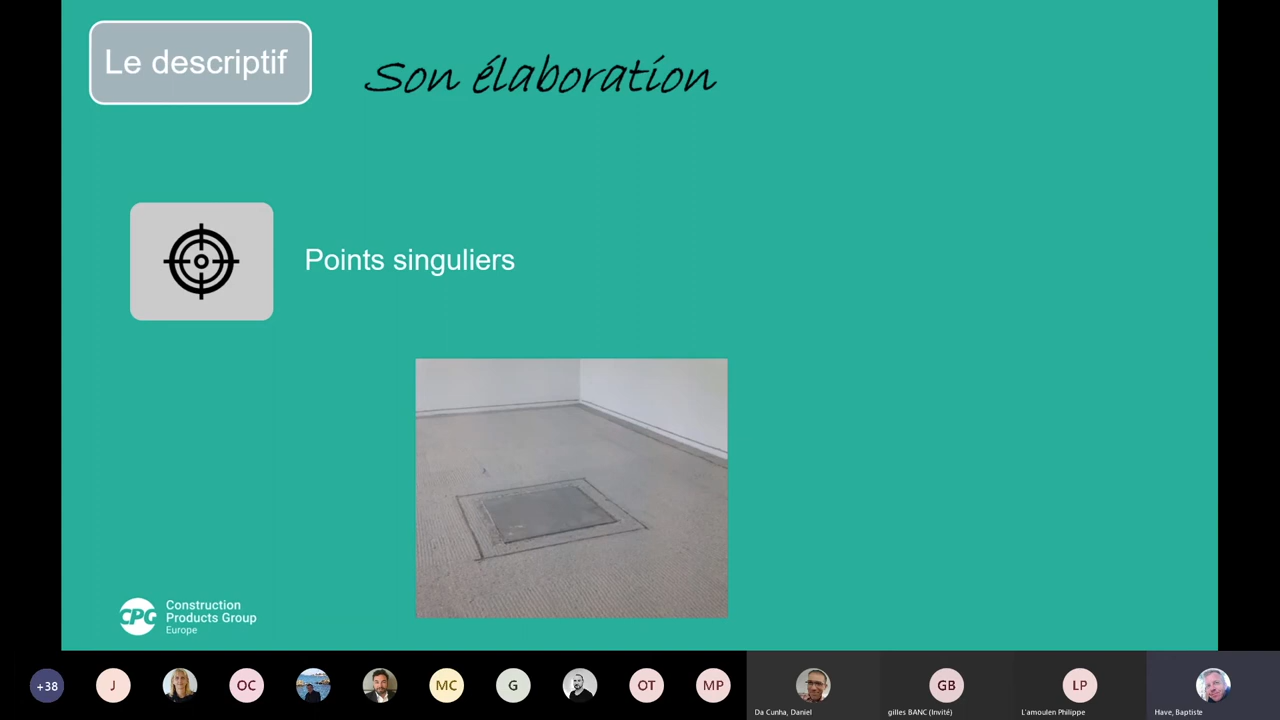 Le descriptif
Son élaboration
Points singuliers
CPG
Construction
Products Group
Europe
+38
J
OC
MC
G
OT
MP
GB
LP
Da Cunha, Daniel
gilles BANC (Invité)
L'amoulen Philippe
Have, Baptiste